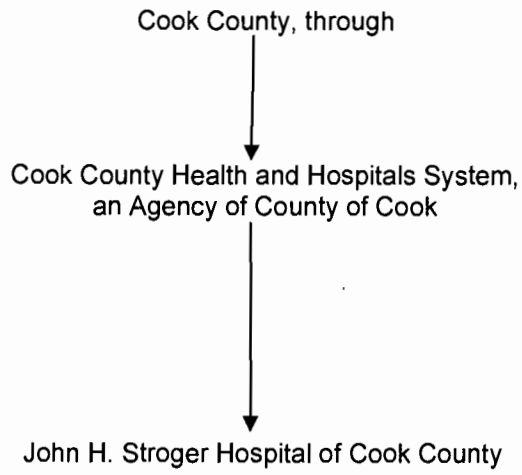 Cook County, through
Cook County Health and Hospitals System,
an Agency of County of Cook
John H. Stroger Hospital of Cook County